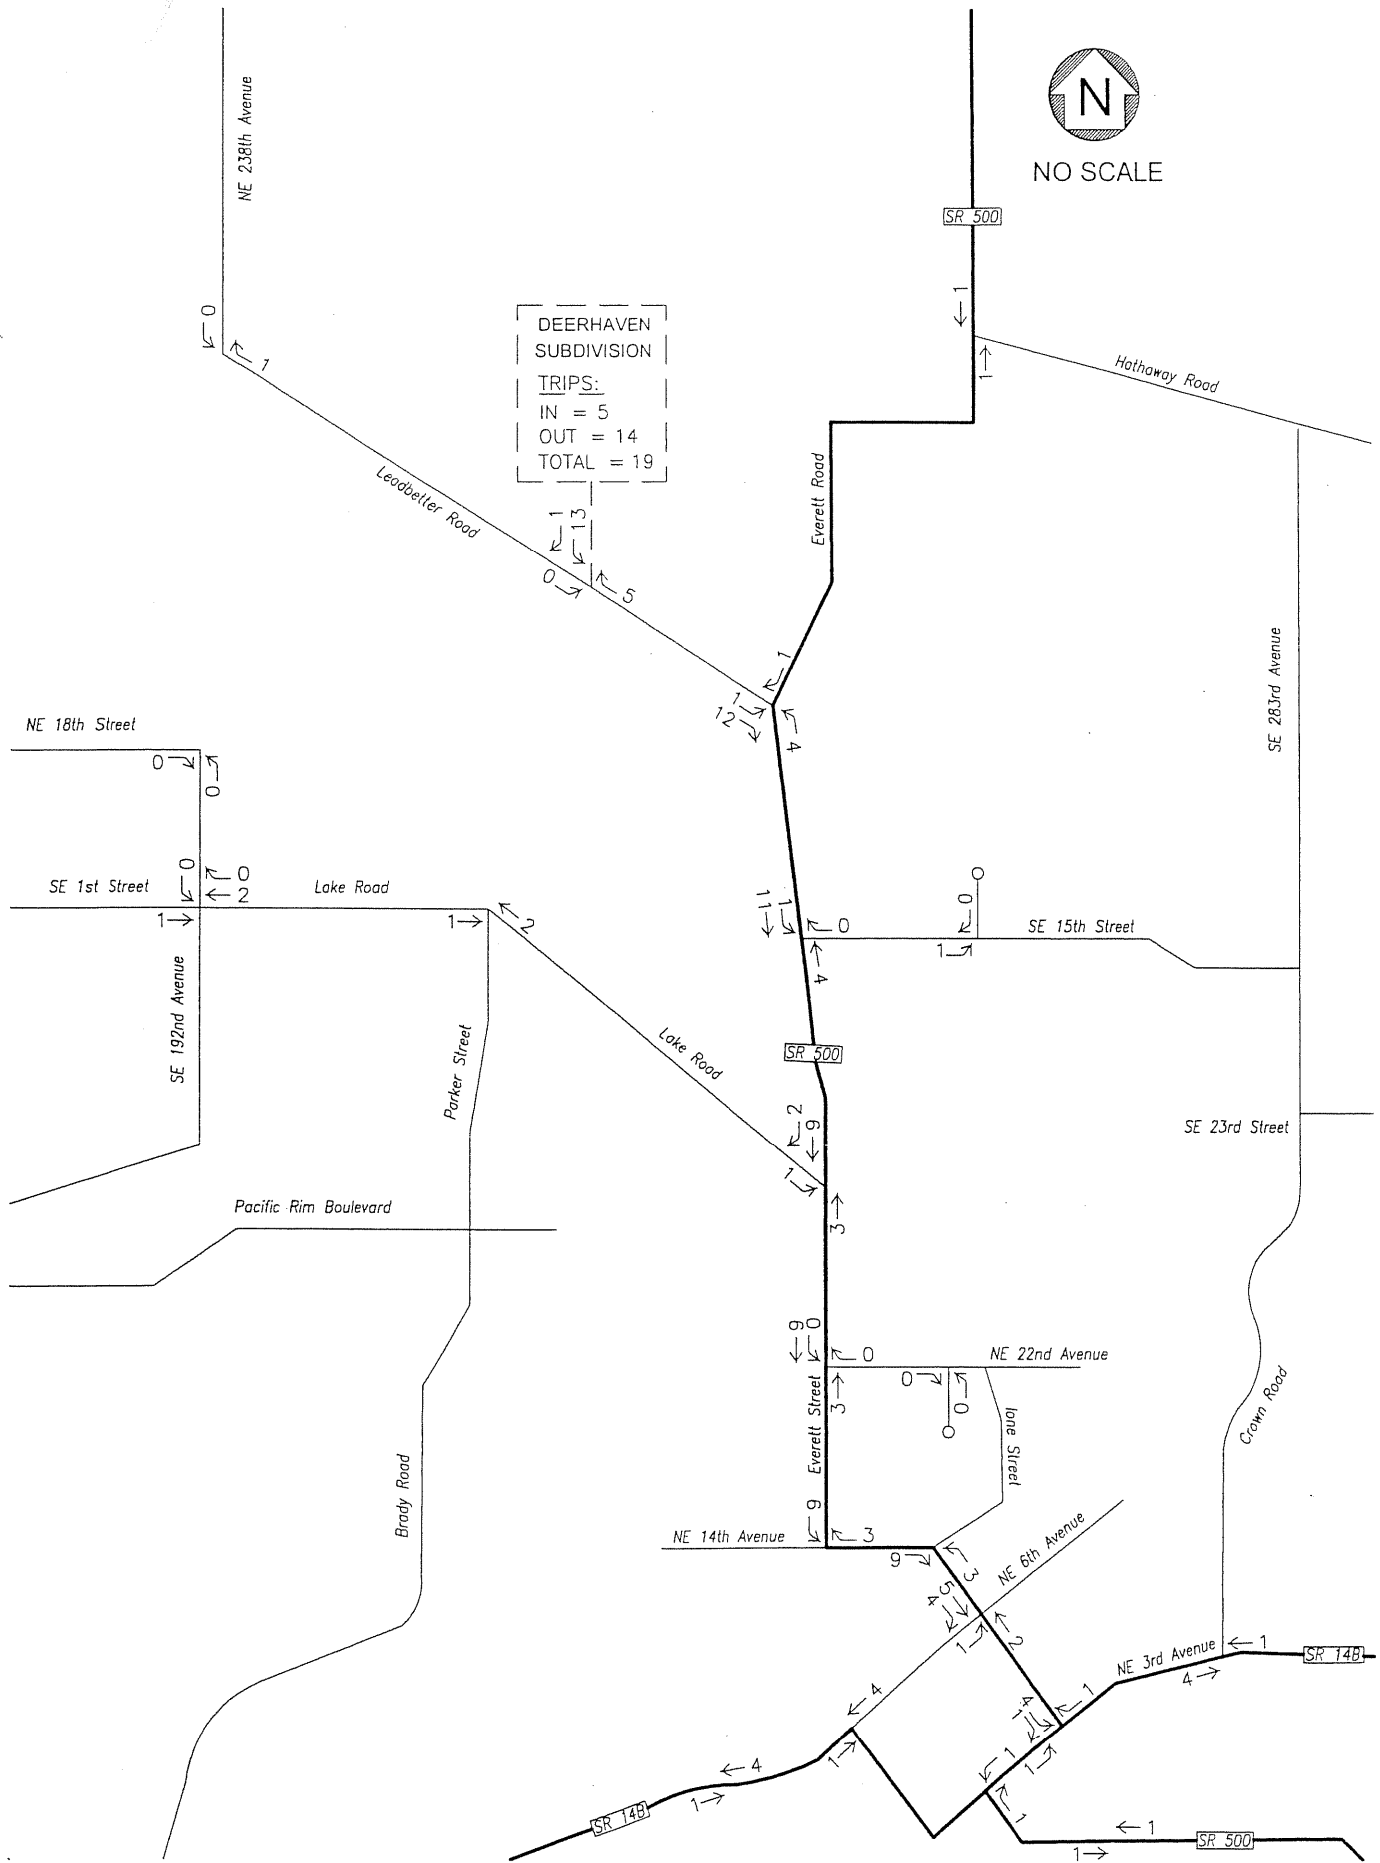 NE 238th Avenue
N
NO SCALE
SR 500
1
1
Hathaway Road
0
1
DEERHAVEN
SUBDIVISION
TRIPS:
IN = 5
OUT = 14
TOTAL = 19
Everett Road
Leadbetter Road
1
13
0
5
1
1
12
4
SE 283rd Avenue
NE 18th Street
0
0
SE 1st Street
0
0
2
Lake Road
1
1
2
11
1
0
4
0
1
SE 15th Street
SE 192nd Avenue
Parker Street
Lake Road
SR 500
2
9
1
3
SE 23rd Street
Pacific Rim Boulevard
9
0
0
3
NE 22nd Avenue
0
0
Everett Street
Ione Street
Crown Road
Brady Road
9
NE 14th Avenue
3
9
3
NE 6th Avenue
5
4
1
2
NE 3rd Avenue
1
SR 14B
4
4
1
4
1
1
1
1
4
1
SR 14B
1
1
1
SR 500
1